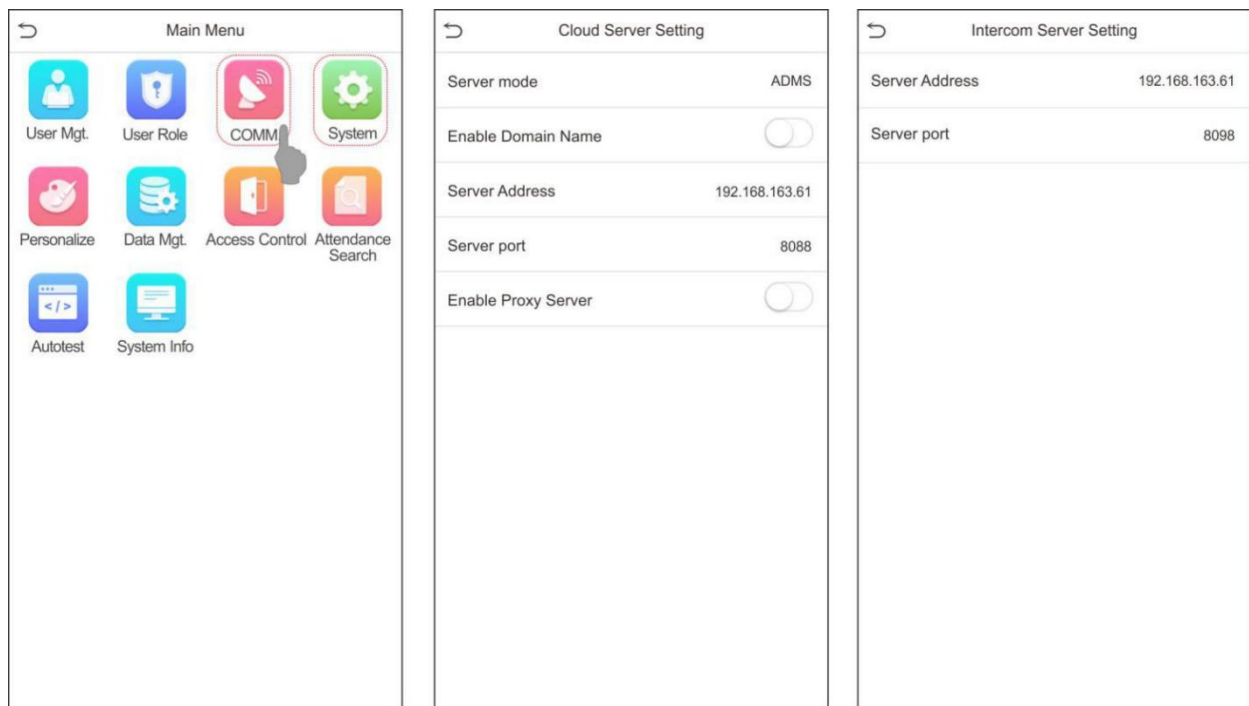 Main Menu
User Mgt.
User Role
COMM.
System
Personalize
Data Mgt.
Access Control
Attendance
Search
Autotest
System Info
Cloud Server Setting
Server mode ADMS
Enable Domain Name
Server Address 192.168.163.61
Server port 8088
Enable Proxy Server
Intercom Server Setting
Server Address 192.168.163.61
Server port 8098